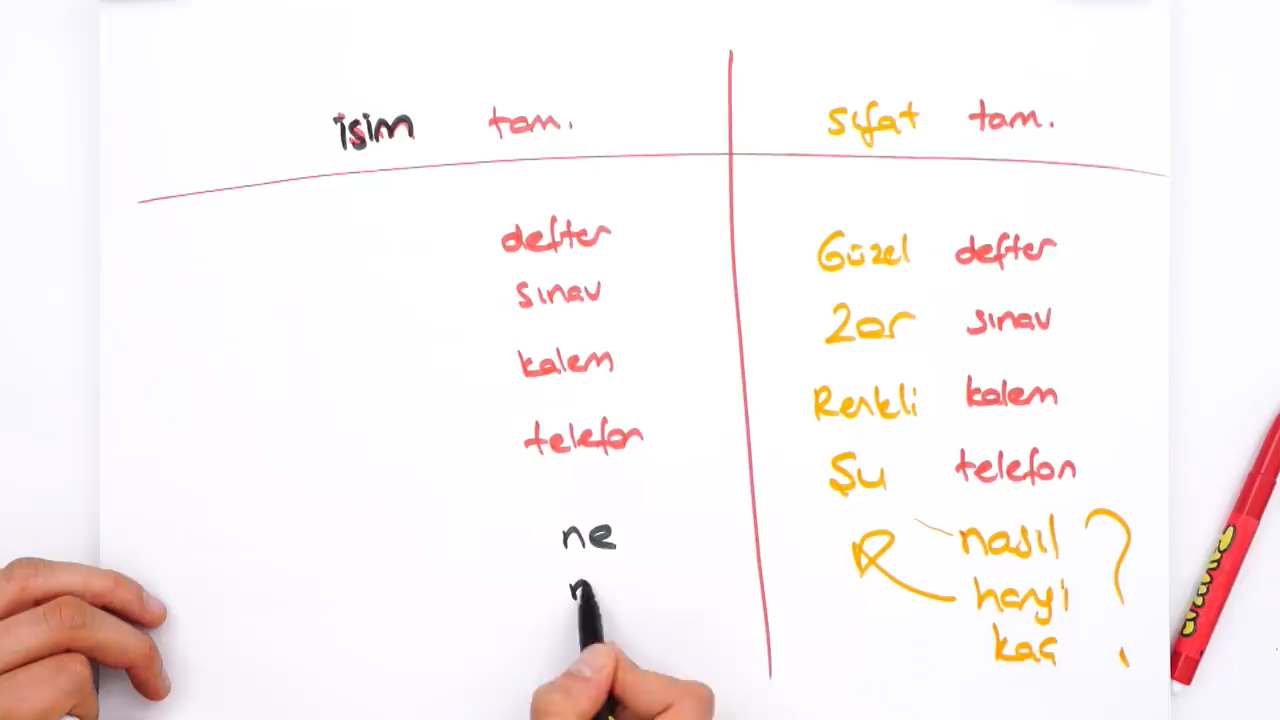 isim tam.
defter
sınav
kalem
telefon
ne
sıfat tam.
Güzel defter
Zor sınav
Renkli kalem
Şu telefon
nasıl
hangi
kaç
?